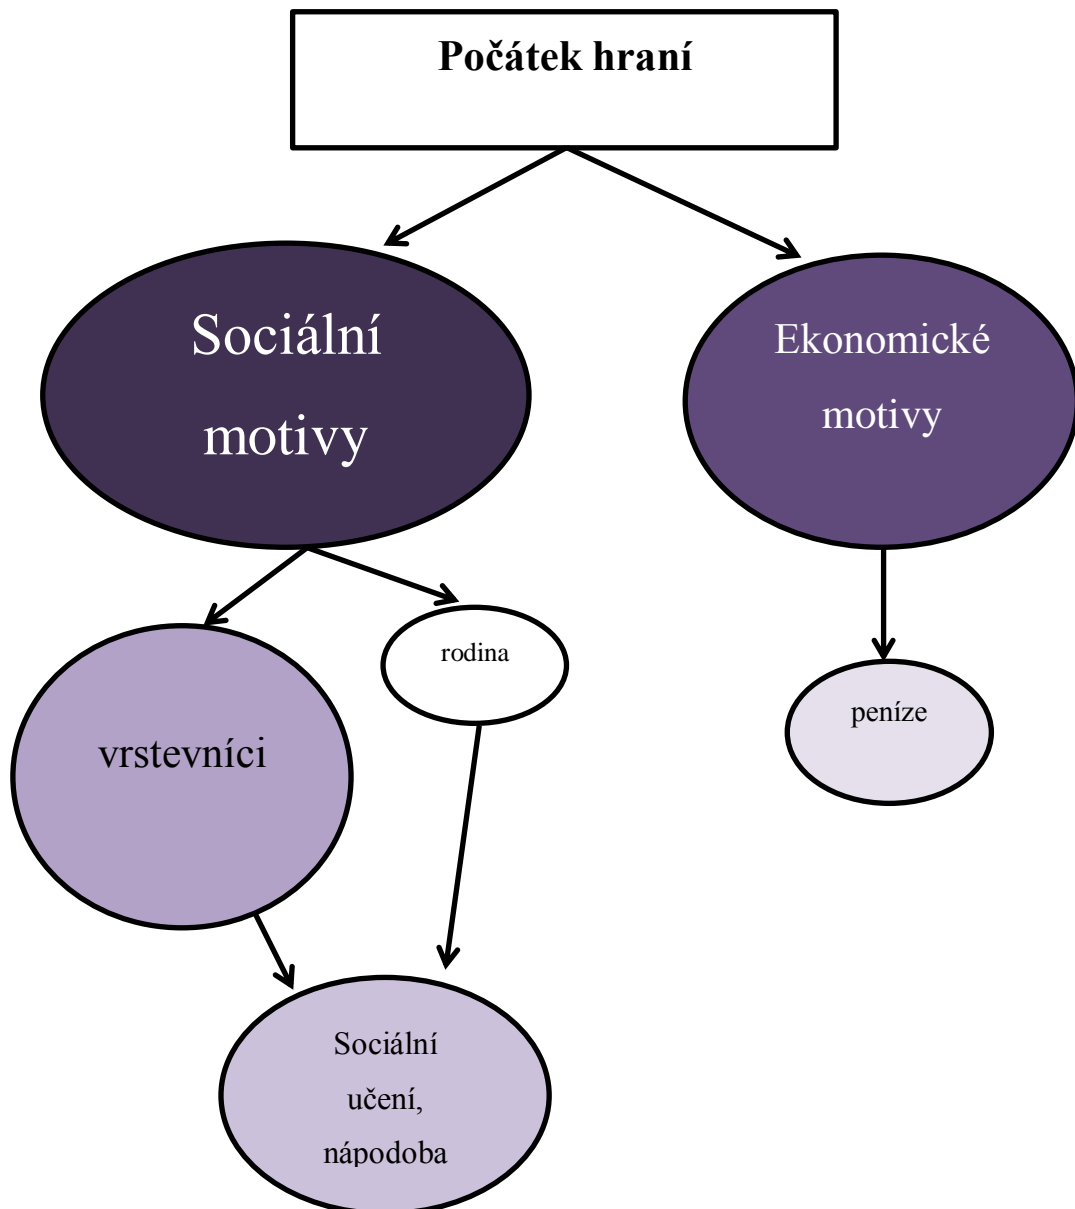 Počátek hraní
Sociální
motivy
Ekonomické
motivy
rodina
vrstevníci
peníze
Sociální
učení,
nápodoba